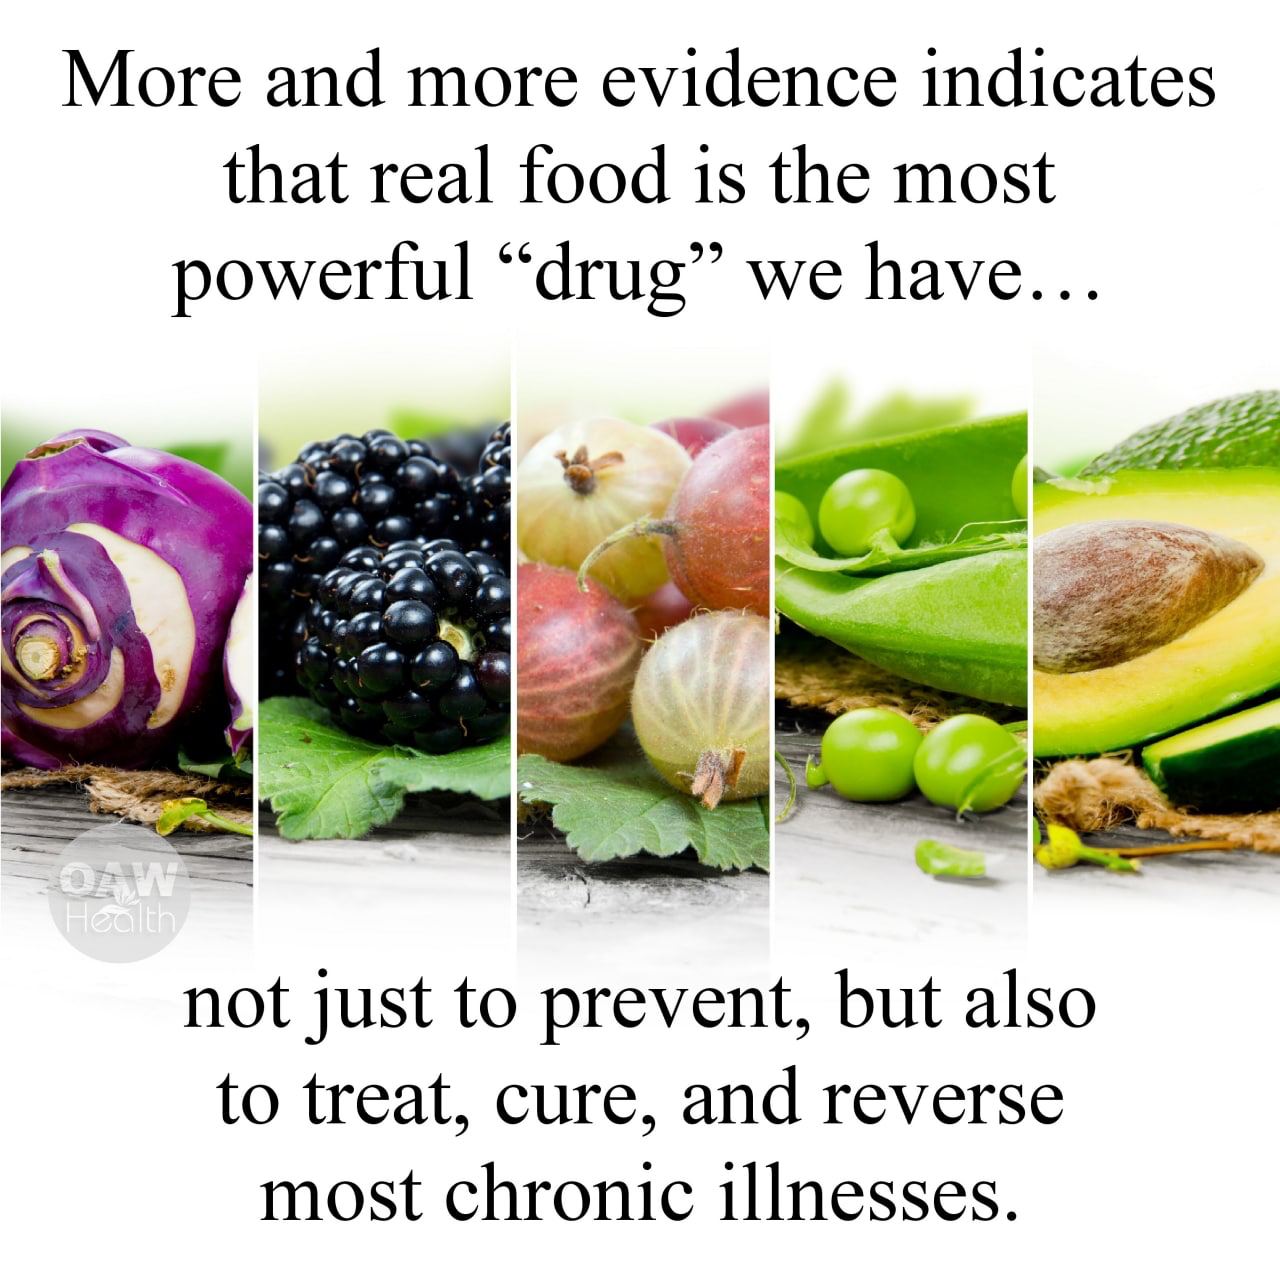 More and more evidence indicates
that real food is the most
powerful “drug” we have…
OAW
Health
not just to prevent, but also
to treat, cure, and reverse
most chronic illnesses.